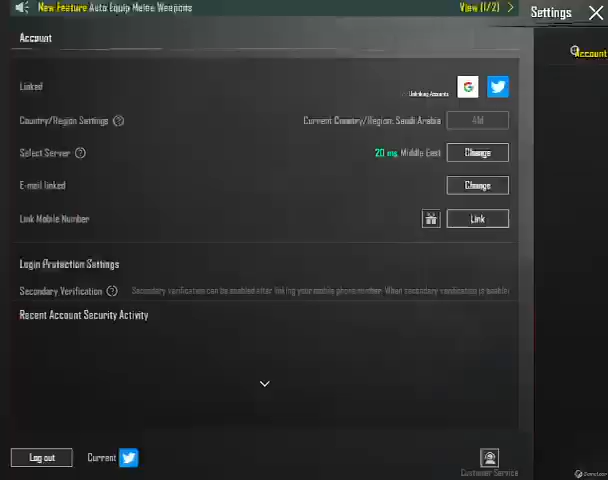 New Feature Auto Equip Melee Weapons
View (1/2)
Settings
Account
Account
Linked
Unlinking Accounts
Country/Region Settings
Current Country/Region: Saudi Arabia
41d
Select Server
20 ms Middle East
Change
E-mail linked
Change
Link Mobile Number
Link
Login Protection Settings
Secondary Verification
Secondary verification can be enabled after linking your mobile phone number. When secondary verification is enabled
Recent Account Security Activity
Log out
Current
Customer Service
GameLoop